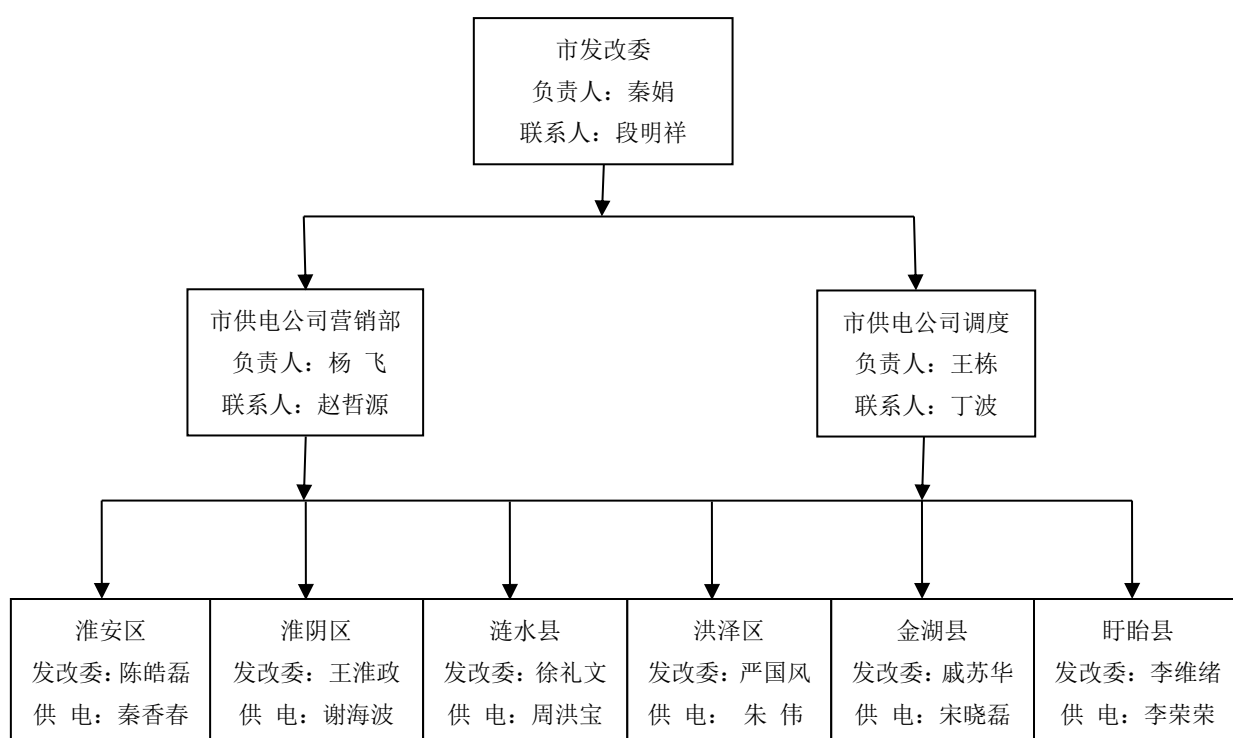 市发改委
负责人：秦娟
联系人：段明祥
市供电公司营销部
负责人：杨 飞
联系人：赵哲源
市供电公司调度
负责人：王栋
联系人：丁波
淮安区
发改委：陈皓磊
供 电：秦香春
淮阴区
发改委：王淮政
供 电：谢海波
涟水县
发改委：徐礼文
供 电：周洪宝
洪泽区
发改委：严国风
供 电： 朱 伟
金湖县
发改委：戚苏华
供 电：宋晓磊
盱眙县
发改委：李维绪
供 电：李荣荣